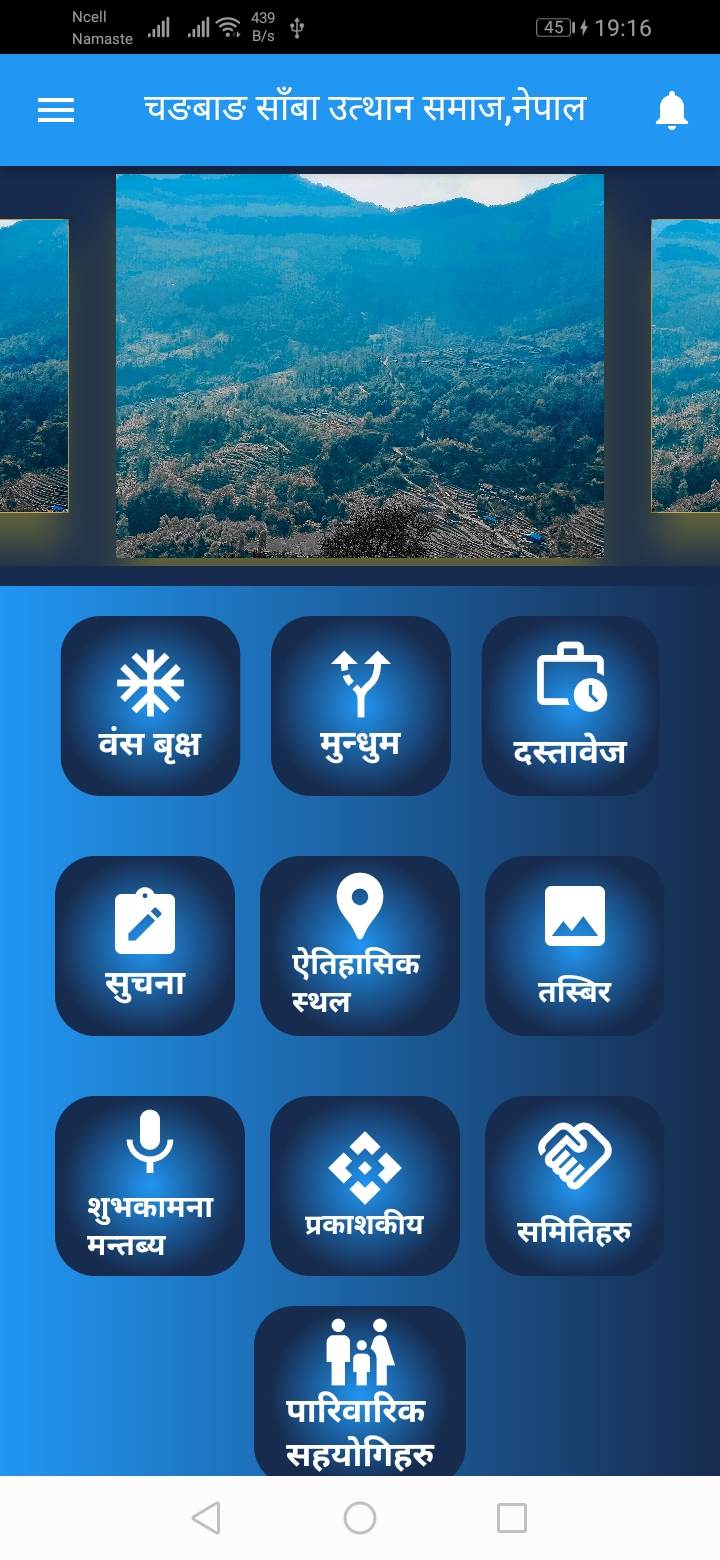 Ncell
Namaste
439
B/s
45
19:16
चङबाङ साँबा उत्थान समाज,नेपाल
वंस बृक्ष
मुन्धुम
दस्तावेज
सुचना
ऐतिहासिक
स्थल
तस्बिर
शुभकामना
मन्तब्य
प्रकाशकीय
समितिहरु
पारिवारिक
सहयोगिहरु